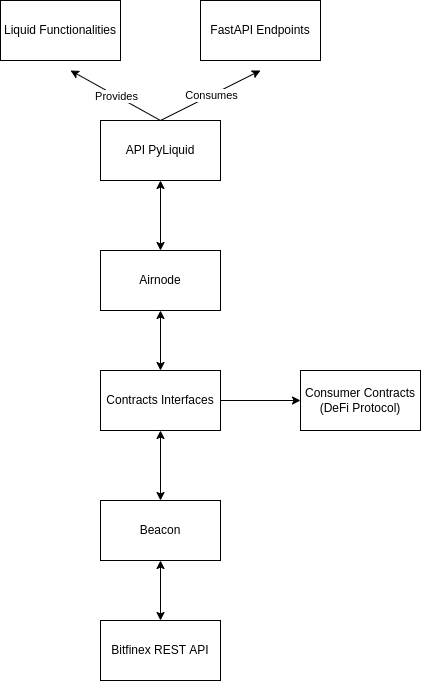 Liquid Functionalities
FastAPI Endpoints
Provides
Consumes
API PyLiquid
Airnode
Contracts Interfaces
Consumer Contracts
(DeFi Protocol)
Beacon
Bitfinex REST API